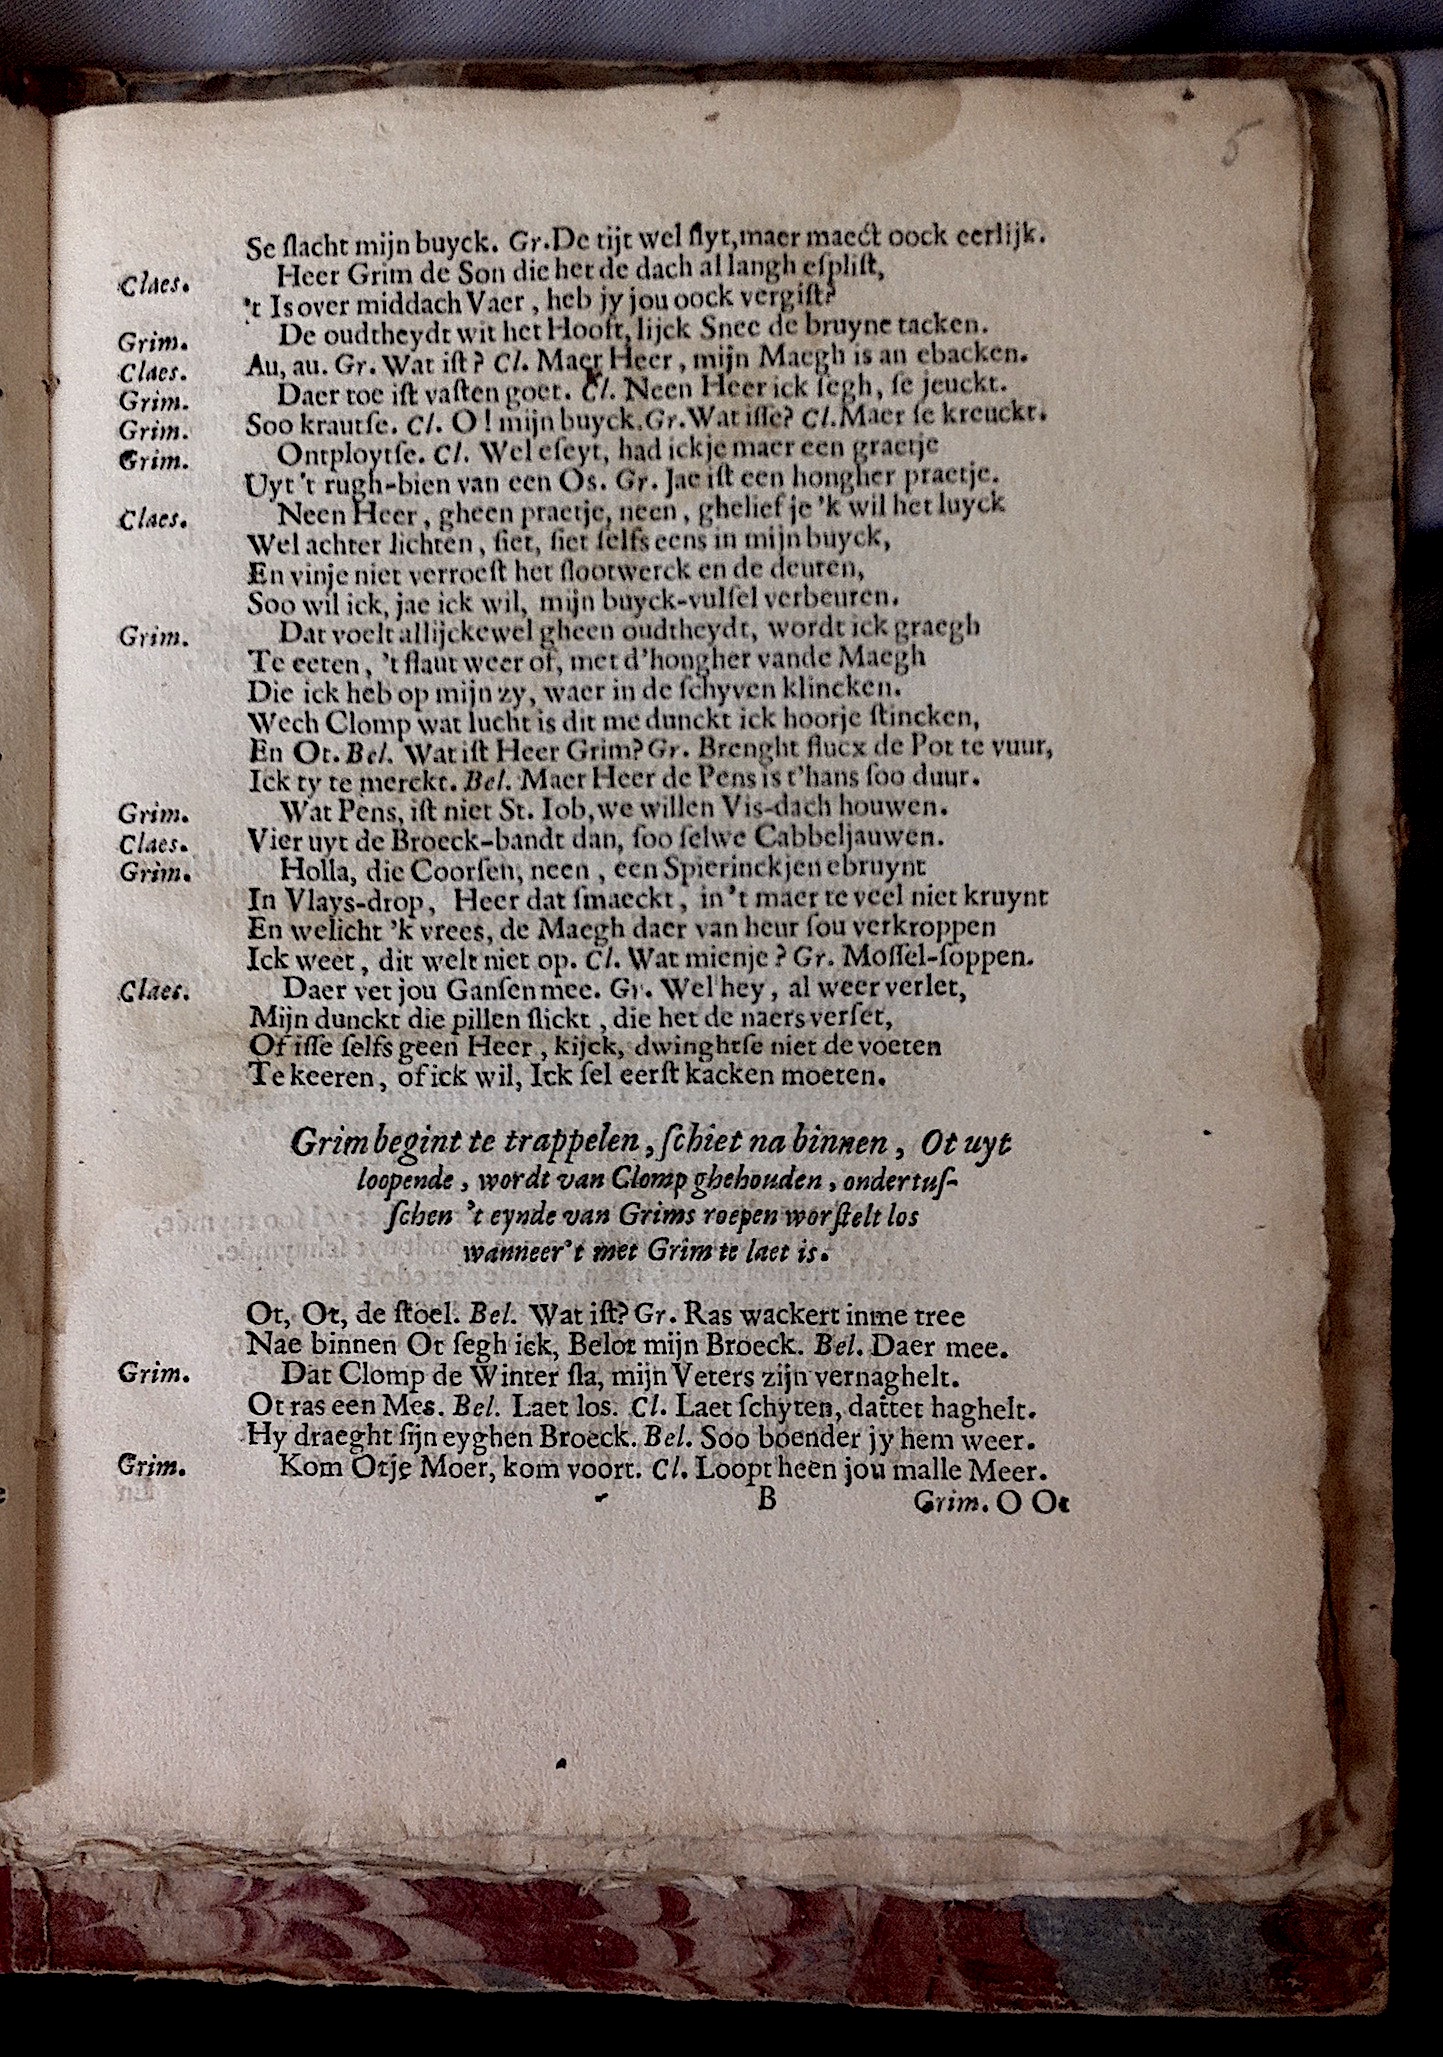 5
Se ſlacht mijn buyck. Gr. De tijt wel ſlyt, maer maect oock eerlijk.
Claes. Heer Grim de Son die het de dach al langh eſpliſt,
't Is over middach Vaer, heb jy jou oock vergiſt?
Grim. De oudtheydt wit het Hooft, lijck Snee de bruyne tacken.
Claes. Au, au. Gr. Wat iſt? Cl. Maer Heer, mijn Maegh is an ebacken.
Grim. Daer toe iſt vaſten goet. Cl. Neen Heer ick ſegh, ſe jeuckt.
Grim. Soo krautſe. Cl. O! mijn buyck. Gr. Wat iſſe? Cl. Maer ſe kreuckt.
Grim. Ontploytſe. Cl. Wel eſeyt, had ickje maer een graetje
Uyt 't rugh-bien van een Os. Gr. Jae iſt een hongher praetje.
Claes. Neen Heer, gheen praetje, neen, ghelief je 'k wil het luyck
Wel achter lichten, ſiet, ſiet ſelfs eens in mijn buyck,
En vinje niet verroeſt het ſlootwerck en de deuren,
Soo wil ick, jae ick wil, mijn buyck-vulſel verbeuren.
Grim. Dat voelt allijckewel gheen oudtheydt, wordt ick graegh
Te eeten, 't ſlaut weer of, met d'hongher vande Maegh
Die ick heb op mijn zy, waer in de ſchyven klincken.
Wech Clomp wat lucht is dit me dunckt ick hoorje ſtincken,
En Ot. Bel. Wat iſt Heer Grim? Gr. Brenght flucx de Pot te vuur,
Ick ty te merckt. Bel. Maer Heer de Pens is t'hans ſoo duur.
Grim. Wat Pens, iſt niet St. Iob, we willen Vis-dach houwen.
Claes. Vier uyt de Broeck-bandt dan, ſoo ſelwe Cabbeljauwen.
Grim. Holla, die Coorſen, neen, een Spierinckjen ebruynt
In Vlays-drop, Heer dat ſmaeckt, in 't maer te veel niet kruynt
En welicht 'k vrees, de Maegh daer van heur ſou verkroppen
Ick weet, dit welt niet op. Cl. Wat mienje? Gr. Moſſel-ſoppen.
Claes. Daer vet jou Ganſen mee. Gr. Wel hey, al weer verlet,
Mijn dunckt die pillen ſlickt, die het de naers verſet,
Of iſſe ſelfs geen Heer, kijck, dwinghtſe niet de voeten
Te keeren, of ick wil, Ick ſel eerſt kacken moeten.
Grim begint te trappelen, ſchiet na binnen, Ot uyt
loopende, wordt van Clomp ghehouden, ondertuſ-
ſchen 't eynde van Grims roepen worſtelt los
wanneer 't met Grim te laet is.
Ot, Ot, de ſtoel. Bel. Wat iſt? Gr. Ras wackert in me tree
Nae binnen Ot ſegh ick, Belot mijn Broeck. Bel. Daer mee.
Grim. Dat Clomp de Winter ſla, mijn Veters zijn vernaghelt.
Ot ras een Mes. Bel. Laet los. Cl. Laet ſchyten, dattet haghelt.
Hy draeght ſijn eyghen Broeck. Bel. Soo boender jy hem weer.
Grim. Kom Otje Moer, kom voort. Cl. Loopt heen jou malle Meer.
B Grim. O Ot